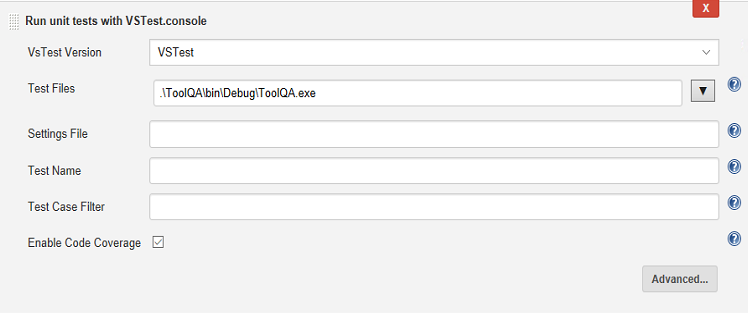 X
Run unit tests with VSTest.console
VsTest Version VSTest
Test Files .\ToolQA\bin\Debug\ToolQA.exe ▼ ?
Settings File ?
Test Name ?
Test Case Filter ?
Enable Code Coverage ?
Advanced...